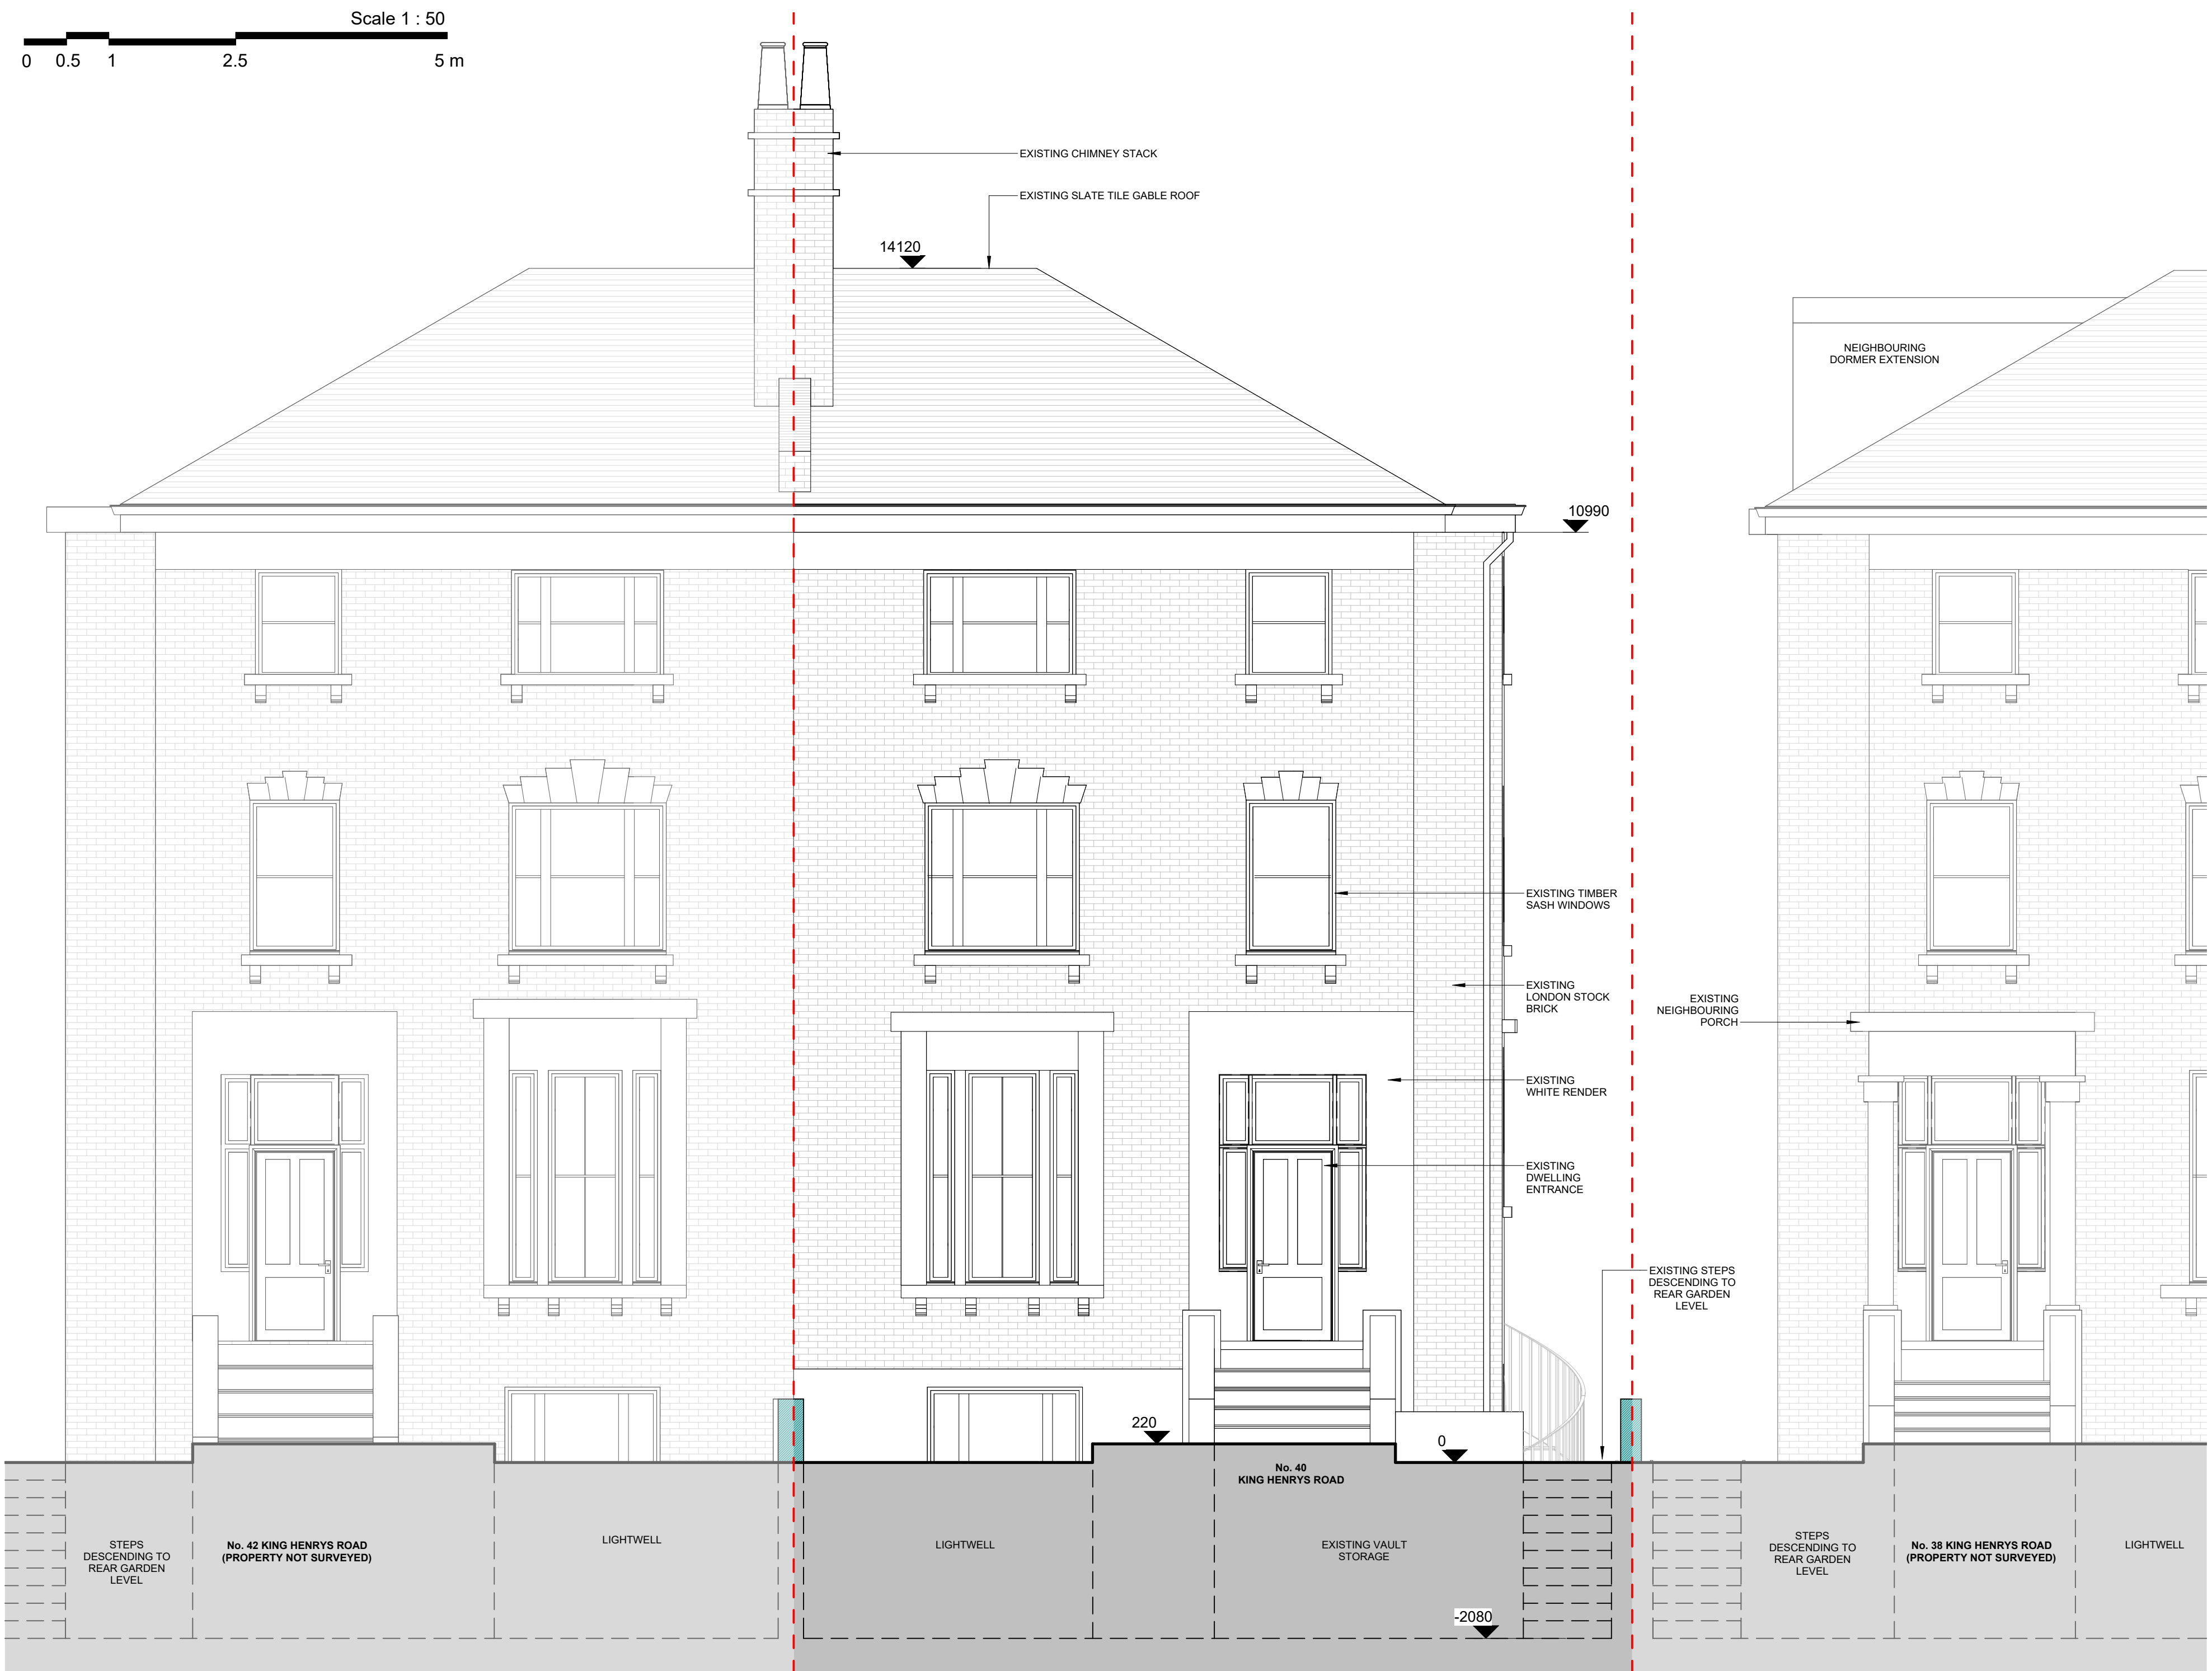 Scale 1 : 50
0 0.5 1 2.5 5 m
EXISTING CHIMNEY STACK
EXISTING SLATE TILE GABLE ROOF
14120
NEIGHBOURING
DORMER EXTENSION
10990
EXISTING TIMBER
SASH WINDOWS
EXISTING
LONDON STOCK
BRICK
EXISTING
NEIGHBOURING
PORCH
EXISTING
WHITE RENDER
EXISTING
DWELLING
ENTRANCE
EXISTING STEPS
DESCENDING TO
REAR GARDEN
LEVEL
220
0
No. 40
KING HENRYS ROAD
STEPS
DESCENDING TO
REAR GARDEN
LEVEL
No. 42 KING HENRYS ROAD
(PROPERTY NOT SURVEYED)
LIGHTWELL
LIGHTWELL
EXISTING VAULT
STORAGE
STEPS
DESCENDING TO
REAR GARDEN
LEVEL
No. 38 KING HENRYS ROAD
(PROPERTY NOT SURVEYED)
LIGHTWELL
-2080